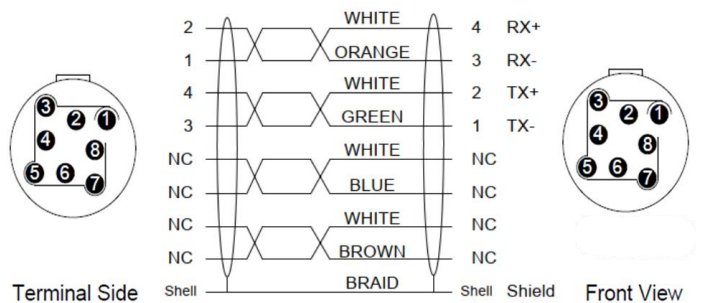 2 WHITE 4 RX+
1 ORANGE 3 RX-
4 WHITE 2 TX+
3 GREEN 1 TX-
NC WHITE NC
NC BLUE NC
NC WHITE NC
NC BROWN NC
Shell BRAID Shell Shield
3 2 1
4 8
5 6 7
Terminal Side
3 2 1
4 8
5 6 7
Front View